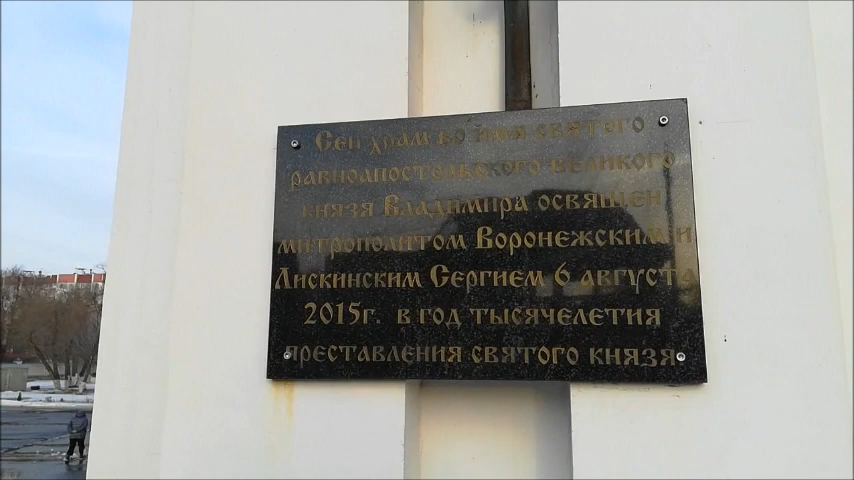 Сей храм во имя святого
равноапостольского великого
князя Владимира освящен
митрополитом Воронежским и
Лискинским Сергием 6 августа
2015г. в год тысячелетия
преставления святого князя.